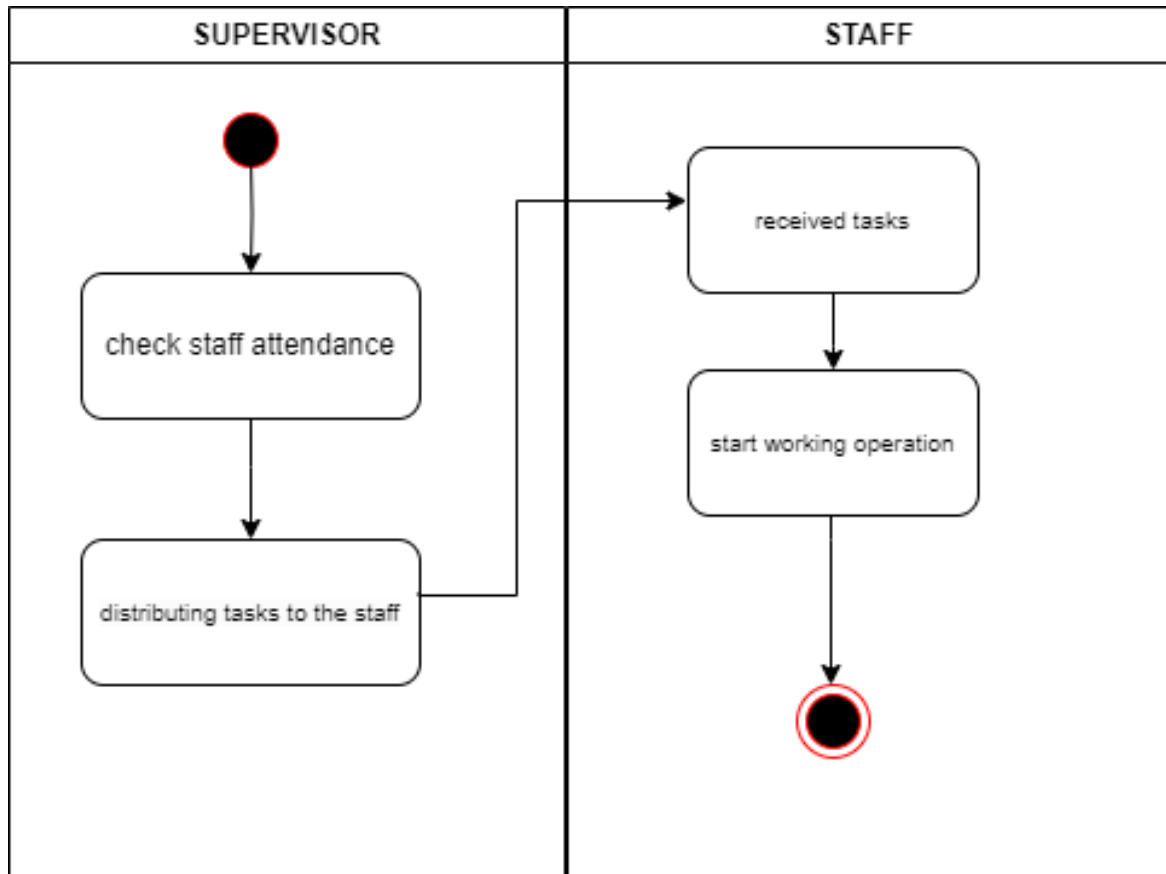 SUPERVISOR
STAFF
check staff attendance
distributing tasks to the staff
received tasks
start working operation